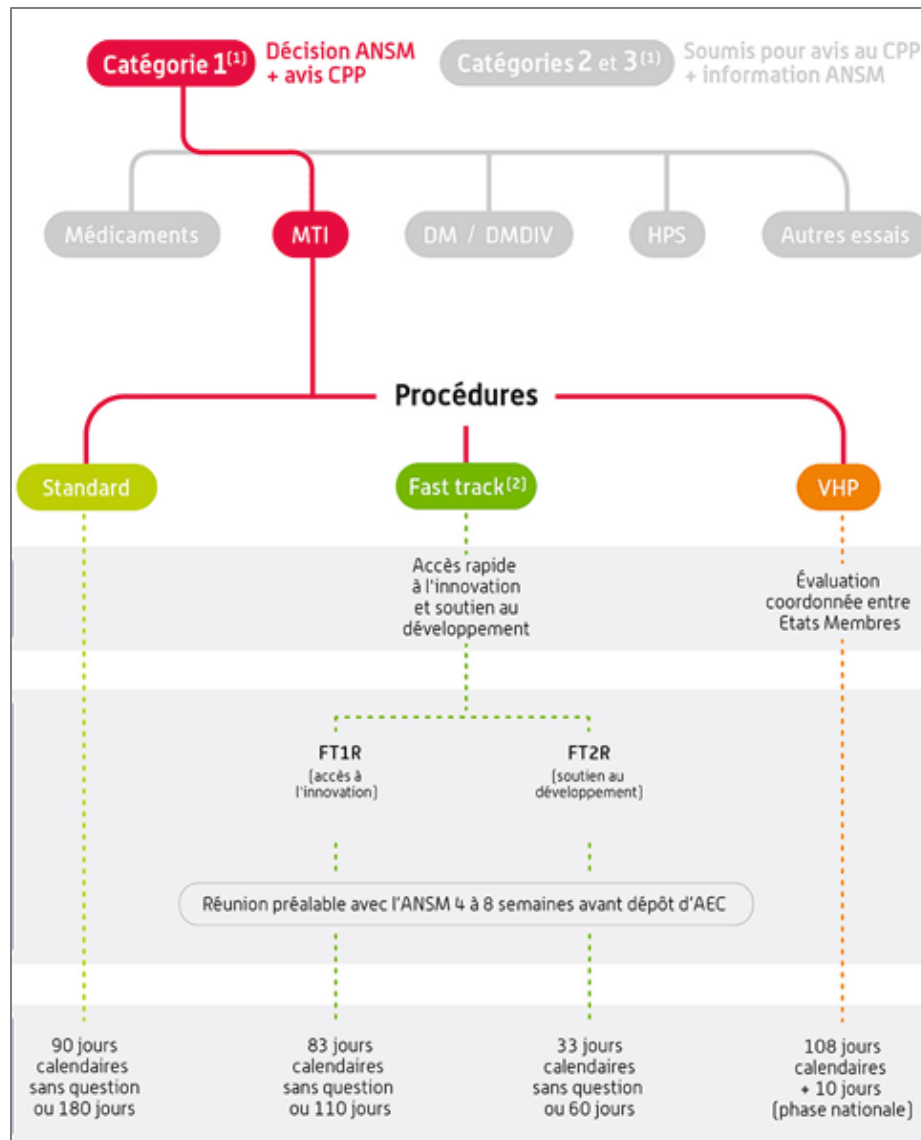 Catégorie 1(1)
Décision ANSM
+ avis CPP
Catégories 2 et 3(1)
Soumis pour avis au CPP
+ information ANSM
Médicaments
MTI
DM / DMDIV
HPS
Autres essais
Procédures
Standard
Fast track(2)
VHP
Accès rapide
à l'innovation
et soutien au
développement
Évaluation
coordonnée entre
Etats Membres
FT1R
(accès à
l'innovation)
FT2R
(soutien au
développement)
Réunion préalable avec l'ANSM 4 à 8 semaines avant dépôt d'AEC
90 jours
calendaires
sans question
ou 180 jours
83 jours
calendaires
sans question
ou 110 jours
33 jours
calendaires
sans question
ou 60 jours
108 jours
calendaires
+ 10 jours
(phase nationale)